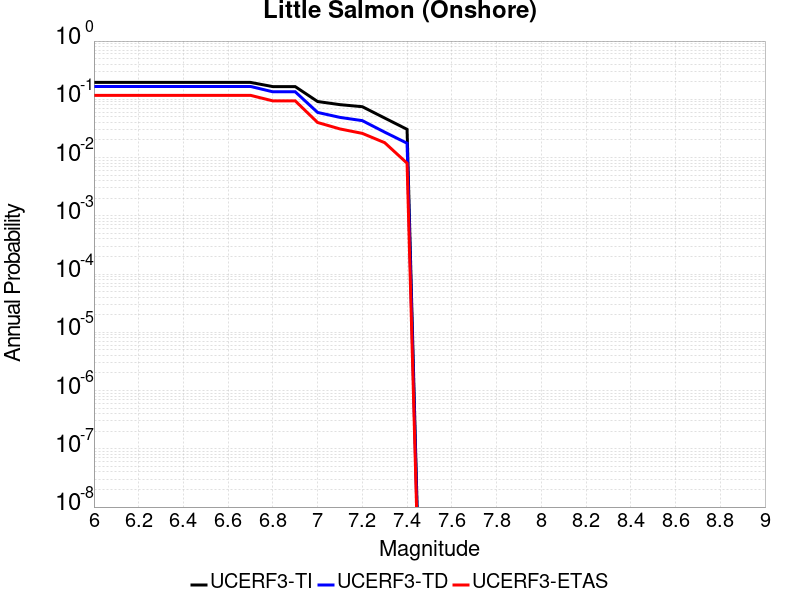 Little Salmon (Onshore)
10^0
10^-1
10^-2
10^-3
10^-4
10^-5
10^-6
10^-7
10^-8
Annual Probability
6 6.2 6.4 6.6 6.8 7 7.2 7.4 7.6 7.8 8 8.2 8.4 8.6 8.8 9
Magnitude
UCERF3-TI UCERF3-TD UCERF3-ETAS